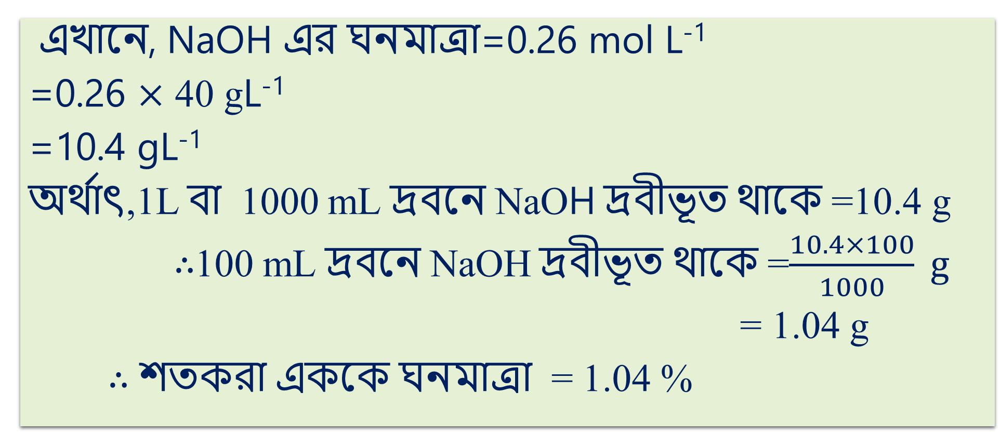 এখানে, NaOH এর ঘনমাত্রা=0.26 mol L⁻¹
=0.26 × 40 gL⁻¹
=10.4 gL⁻¹
অর্থাৎ,1L বা 1000 mL দ্রবনে NaOH দ্রবীভূত থাকে =10.4 g
∴100 mL দ্রবনে NaOH দ্রবীভূত থাকে =10.4×100/1000 g
= 1.04 g
∴ শতকরা এককে ঘনমাত্রা = 1.04 %